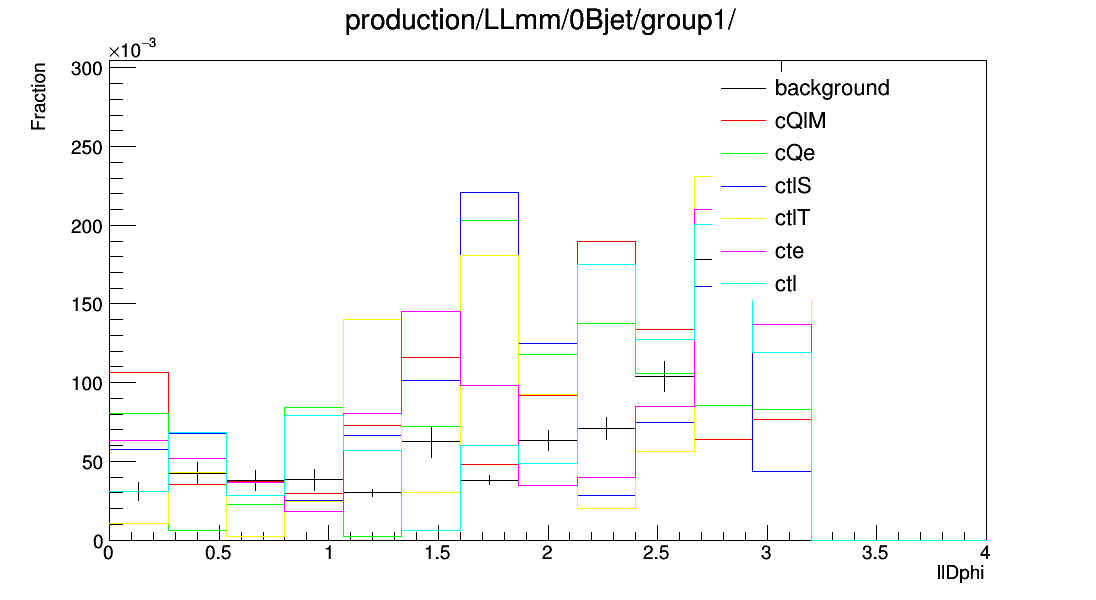 production/LLmm/0Bjet/group1/
×10⁻³
Fraction
300
250
200
150
100
50
0
background
cQlM
cQe
ctlS
ctlT
cte
ctl
0 0.5 1 1.5 2 2.5 3 3.5 4
llDphi